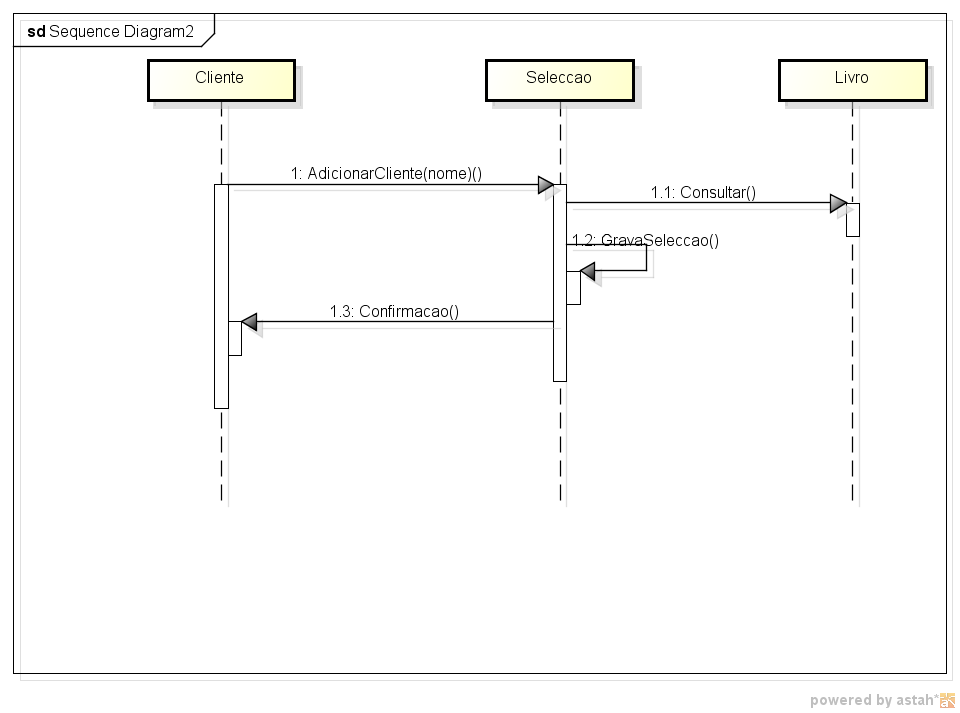 sd Sequence Diagram2
Cliente
Seleccao
Livro
1: AdicionarCliente(nome)()
1.1: Consultar()
1.2: GravaSeleccao()
1.3: Confirmacao()
powered by astah*